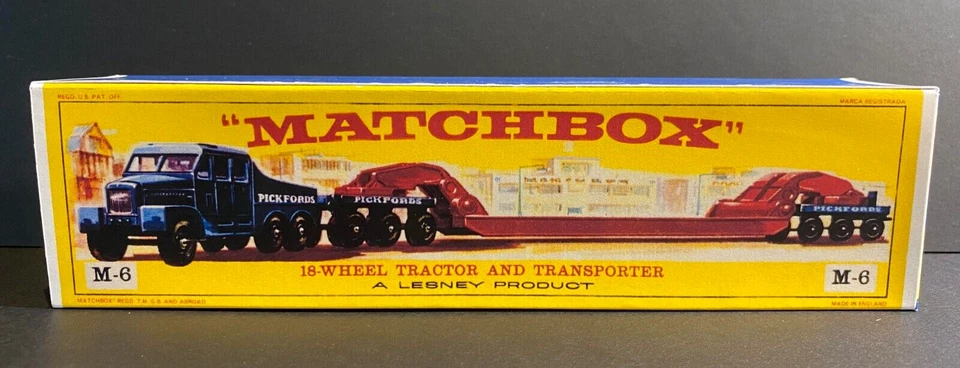 REGD. U.S. PAT. OFF.
MARCA REGISTRADA
"MATCHBOX"
PICKFORDS
PICKFORDS
PICKFORDS
M-6
18-WHEEL TRACTOR AND TRANSPORTER
M-6
A LESNEY PRODUCT
MATCHBOX' REGD. T.M. G.B. AND ABROAD
MADE IN ENGLAND